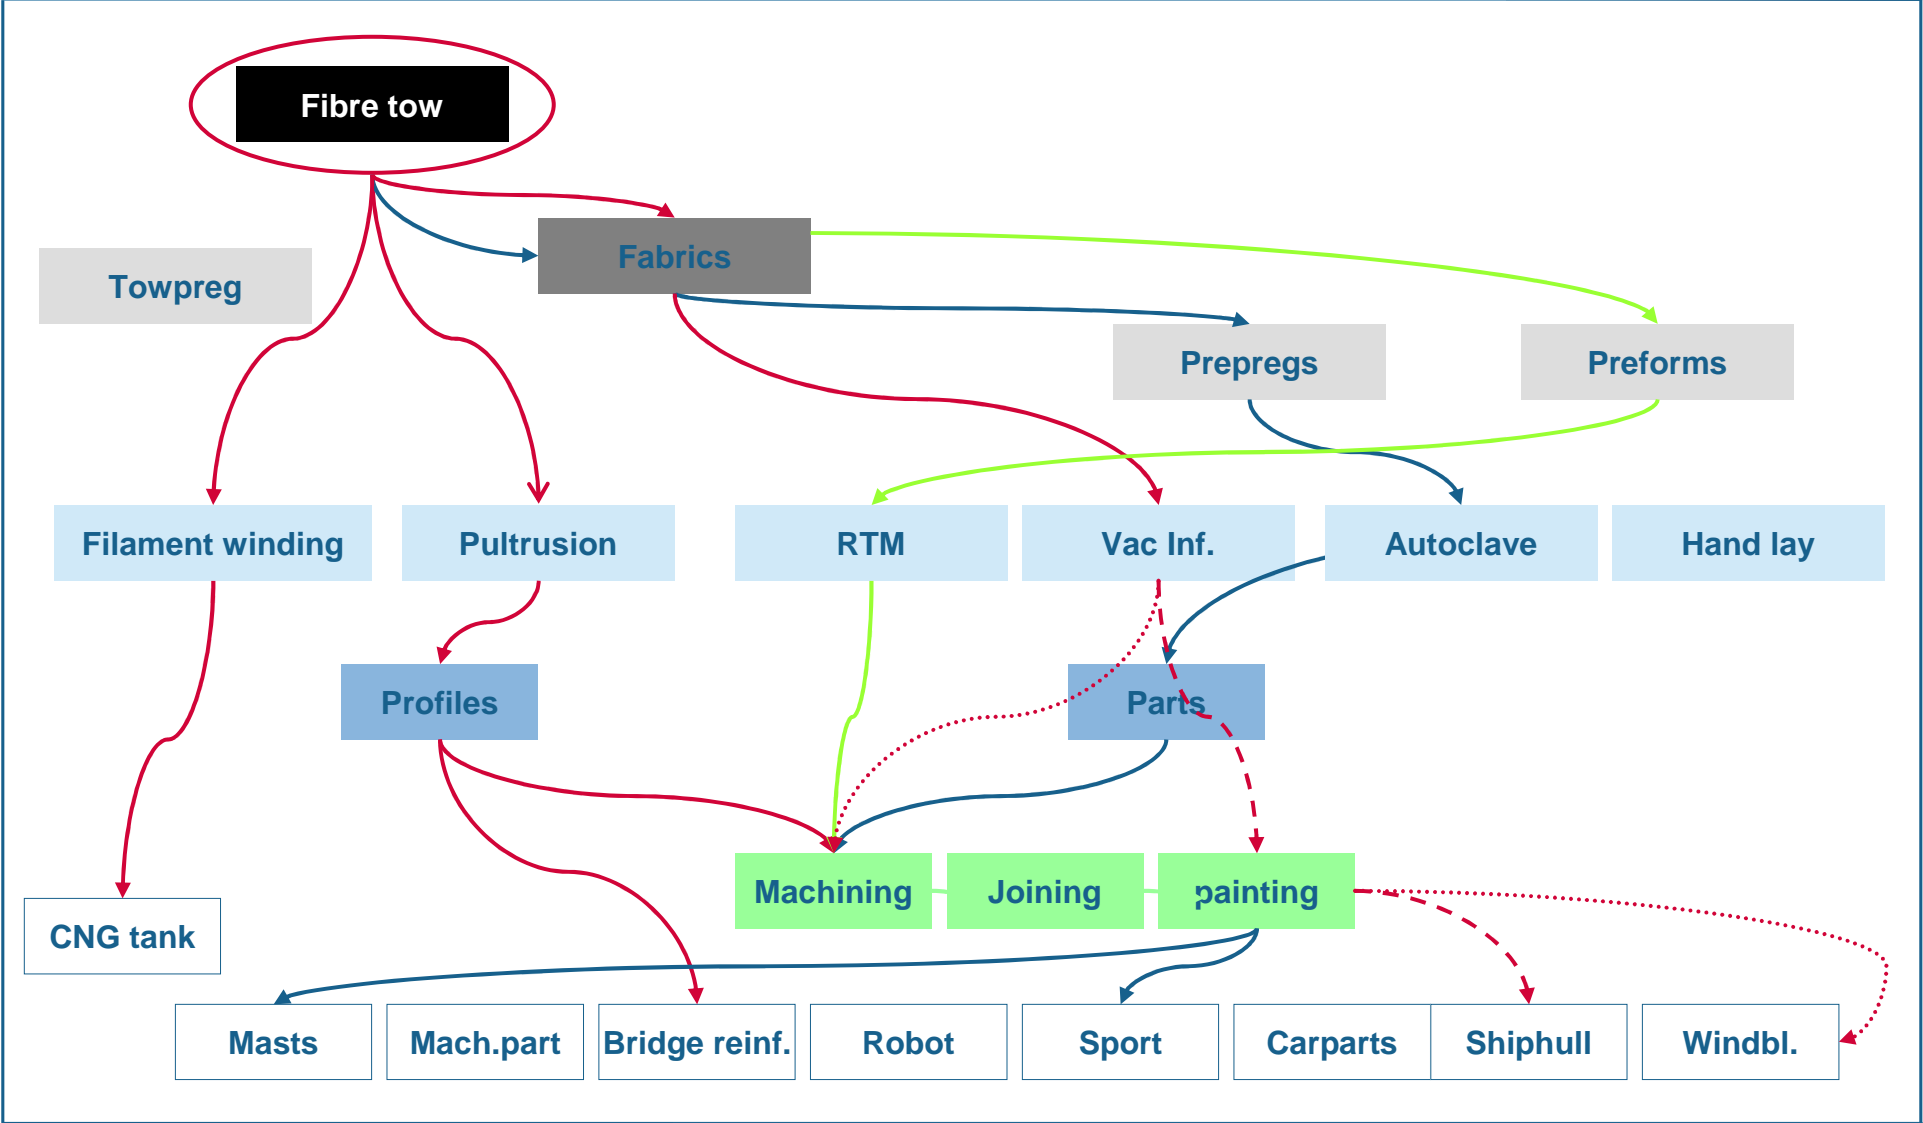 Fibre tow
Fabrics
Towpreg
Prepregs
Preforms
Filament winding
Pultrusion
RTM
Vac Inf.
Autoclave
Hand lay
Profiles
Parts
Machining
Joining
painting
CNG tank
Masts
Mach.part
Bridge reinf.
Robot
Sport
Carparts
Shiphull
Windbl.